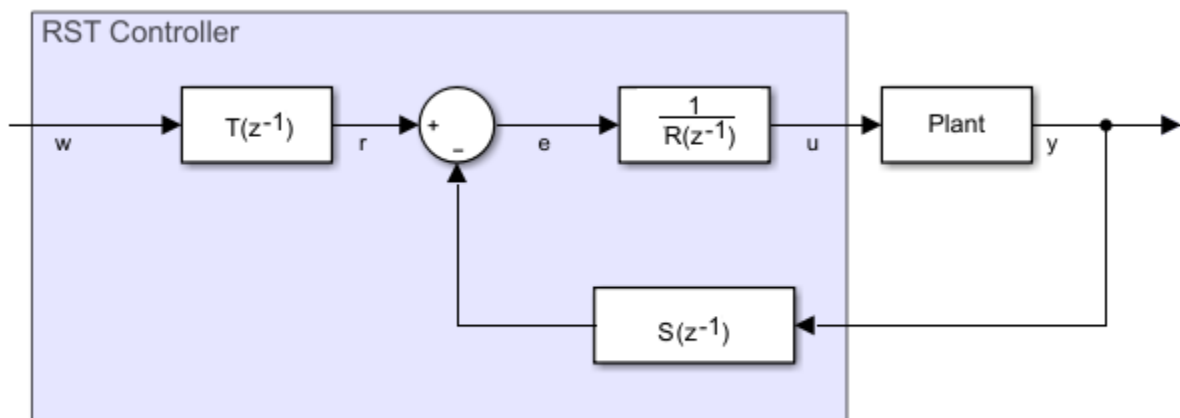 RST Controller
T(z-1)
1
R(z-1)
Plant
+
−
w
r
e
u
y
S(z-1)